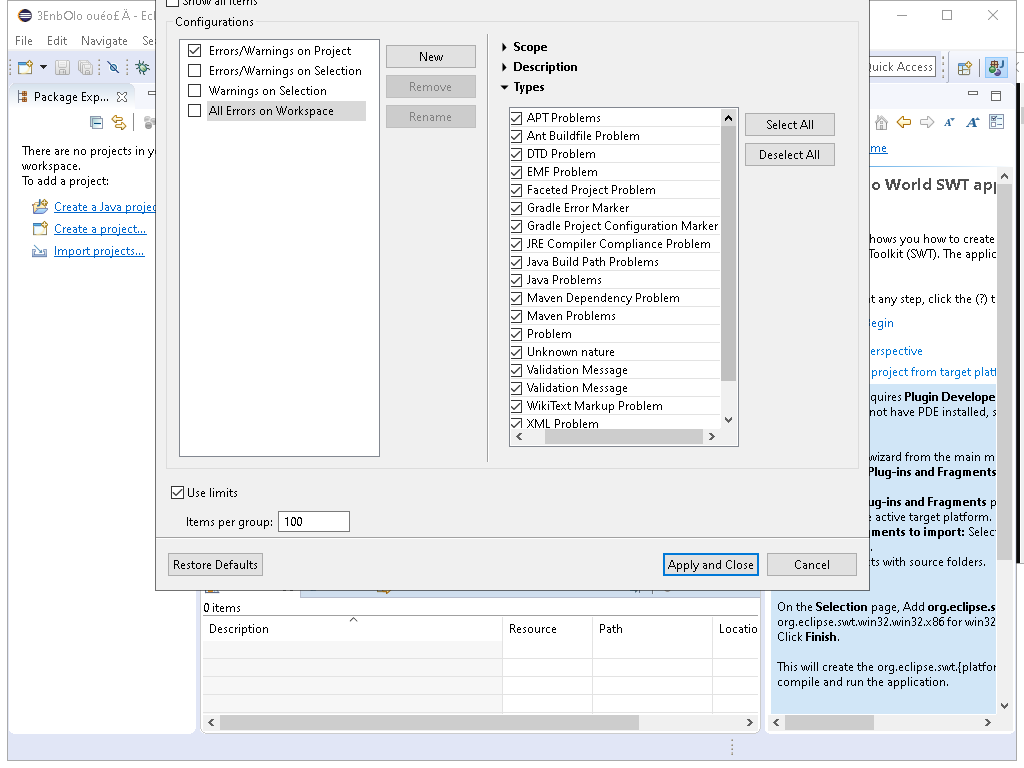 Show all items
3EnbOlo ouéo£Ä - Ecl
File Edit Navigate Se
Quick Access
Package Exp...
There are no projects in y
workspace.
To add a project:
Create a Java projec
Create a project...
Import projects...
Configurations
Errors/Warnings on Project
Errors/Warnings on Selection
Warnings on Selection
All Errors on Workspace
New
Remove
Rename
Scope
Description
Types
APT Problems
Ant Buildfile Problem
DTD Problem
EMF Problem
Faceted Project Problem
Gradle Error Marker
Gradle Project Configuration Marker
JRE Compiler Compliance Problem
Java Build Path Problems
Java Problems
Maven Dependency Problem
Maven Problems
Problem
Unknown nature
Validation Message
Validation Message
WikiText Markup Problem
XML Problem
Select All
Deselect All
Use limits
Items per group: 100
Restore Defaults
Apply and Close
Cancel
me
o World SWT app
hows you how to create
Toolkit (SWT). The applic
t any step, click the (?) t
egin
erspective
project from target platf
quires Plugin Develope
not have PDE installed, s
wizard from the main m
Plug-ins and Fragments
ug-ins and Fragments p
e active target platform.
ments to import: Selec
ts with source folders.
On the Selection page, Add org.eclipse.s
org.eclipse.swt.win32.win32.x86 for win32
Click Finish.
This will create the org.eclipse.swt.{platfor
compile and run the application.
0 items
Description Resource Path Locatio